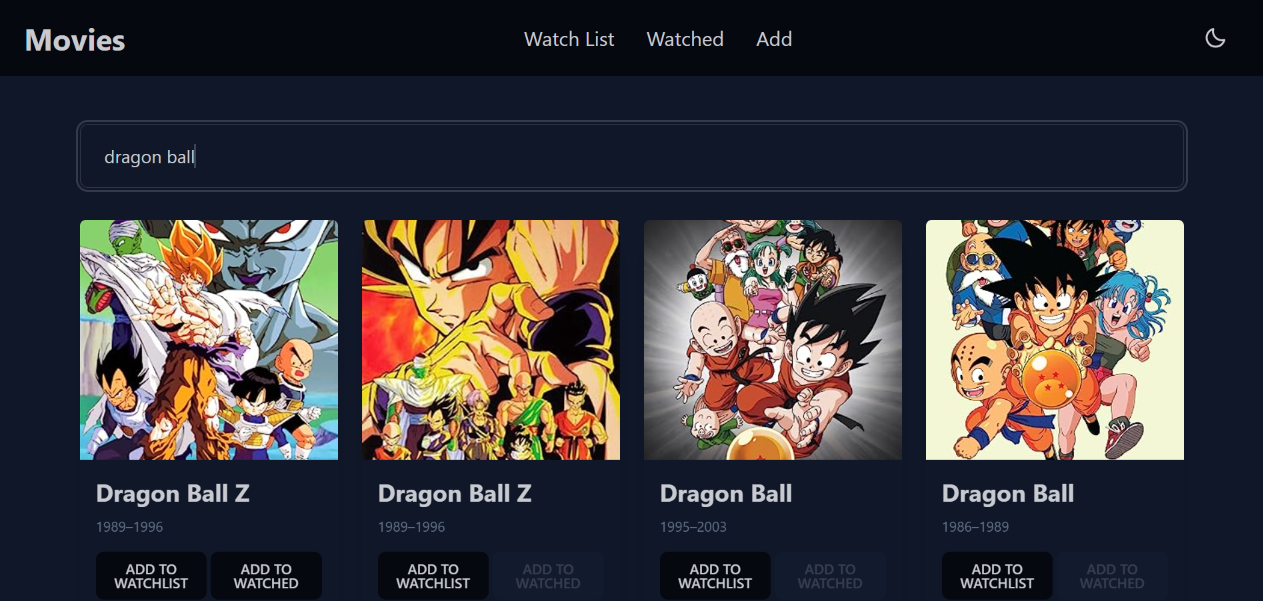 Movies
Watch List
Watched
Add
dragon ball
Dragon Ball Z
1989–1996
ADD TO
WATCHLIST
ADD TO
WATCHED
Dragon Ball Z
1989–1996
ADD TO
WATCHLIST
ADD TO
WATCHED
Dragon Ball
1995–2003
ADD TO
WATCHLIST
ADD TO
WATCHED
Dragon Ball
1986–1989
ADD TO
WATCHLIST
ADD TO
WATCHED